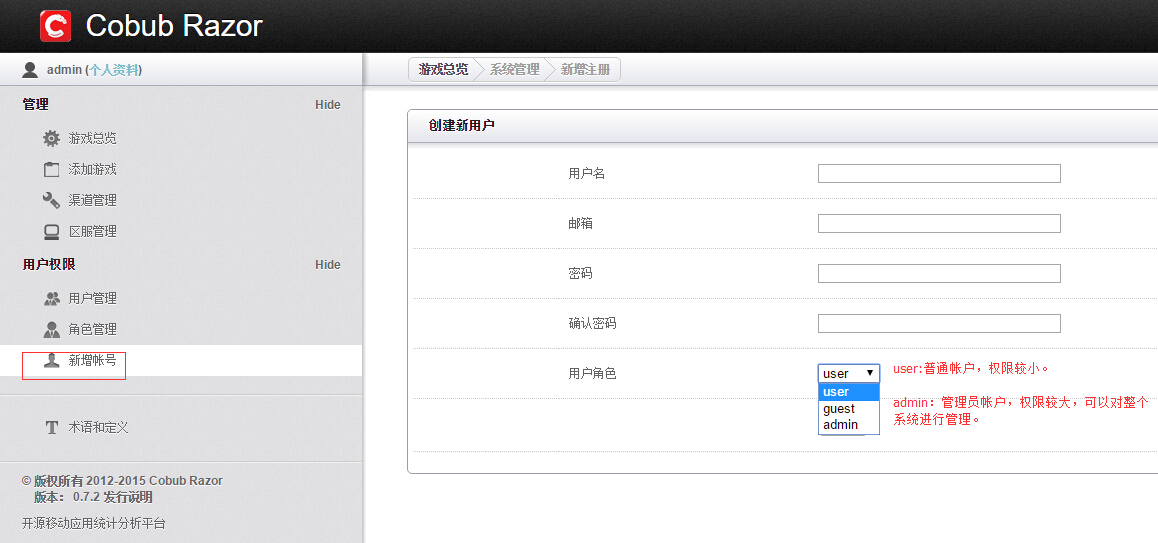 Cobub Razor
admin (个人资料)
游戏总览 系统管理 新增注册
管理 Hide
游戏总览
添加游戏
渠道管理
区服管理
用户权限 Hide
用户管理
角色管理
新增帐号
T 术语和定义
© 版权所有 2012-2015 Cobub Razor
版本： 0.7.2 发行说明
开源移动应用统计分析平台
创建新用户
用户名
邮箱
密码
确认密码
用户角色 user
user
guest
admin
user:普通帐户，权限较小。
admin：管理员帐户，权限较大，可以对整个
系统进行管理。